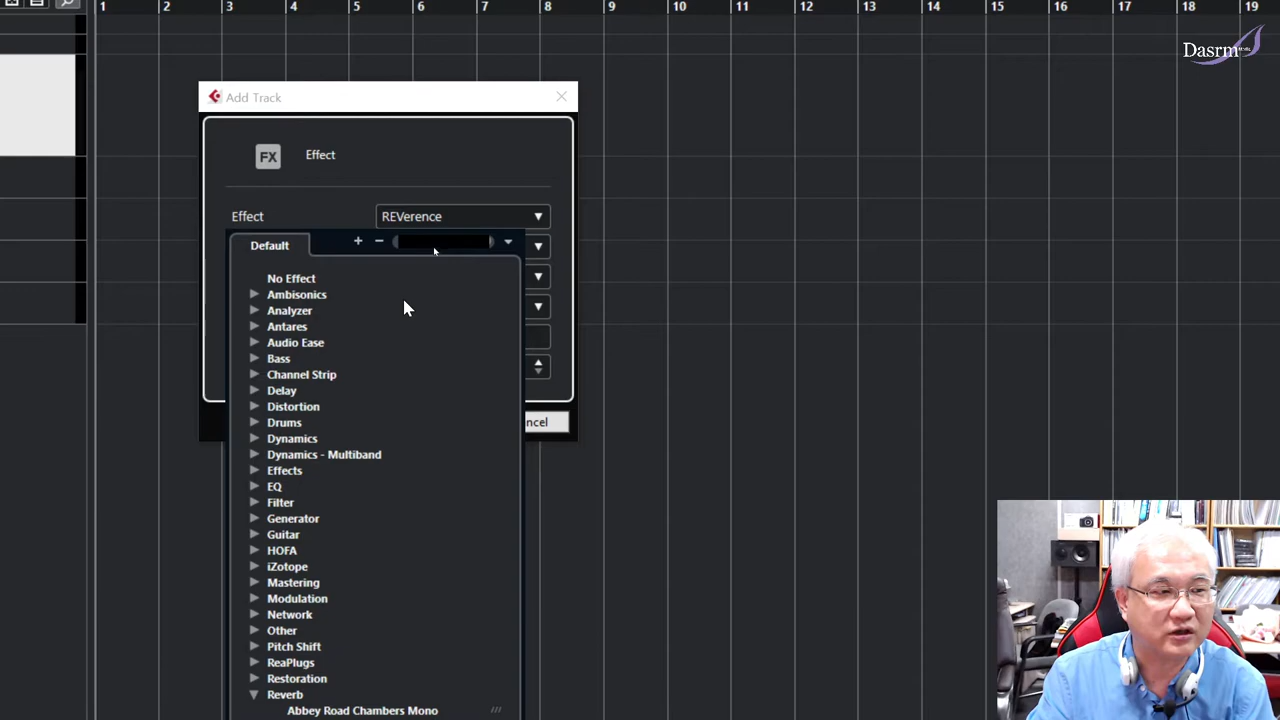 1 2 3 4 5 6 7 8 9 10 11 12 13 14 15 16 17 18 19
Dasrm
Add Track
FX Effect
Effect REVerence
Default
No Effect
Ambisonics
Analyzer
Antares
Audio Ease
Bass
Channel Strip
Delay
Distortion
ncel
Drums
Dynamics
Dynamics - Multiband
Effects
EQ
Filter
Generator
Guitar
HOFA
iZotope
Mastering
Modulation
Network
Other
Pitch Shift
ReaPlugs
Restoration
Reverb
Abbey Road Chambers Mono